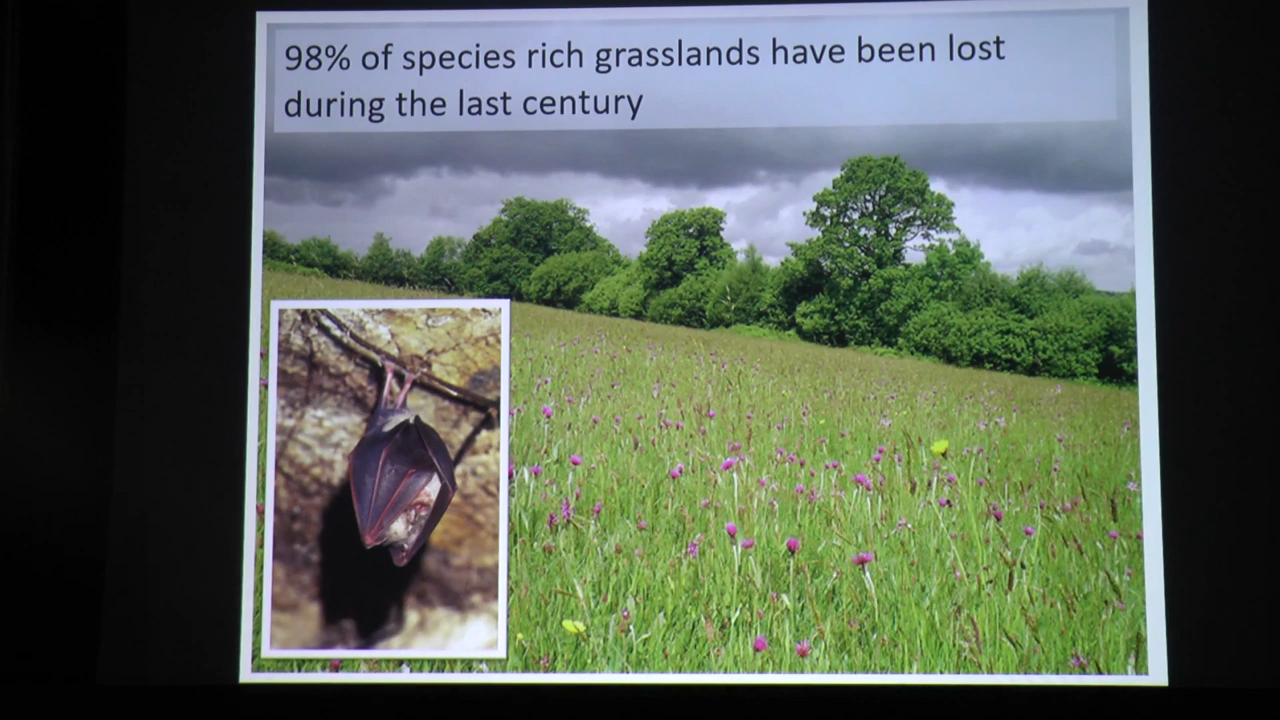 98% of species rich grasslands have been lost
during the last century